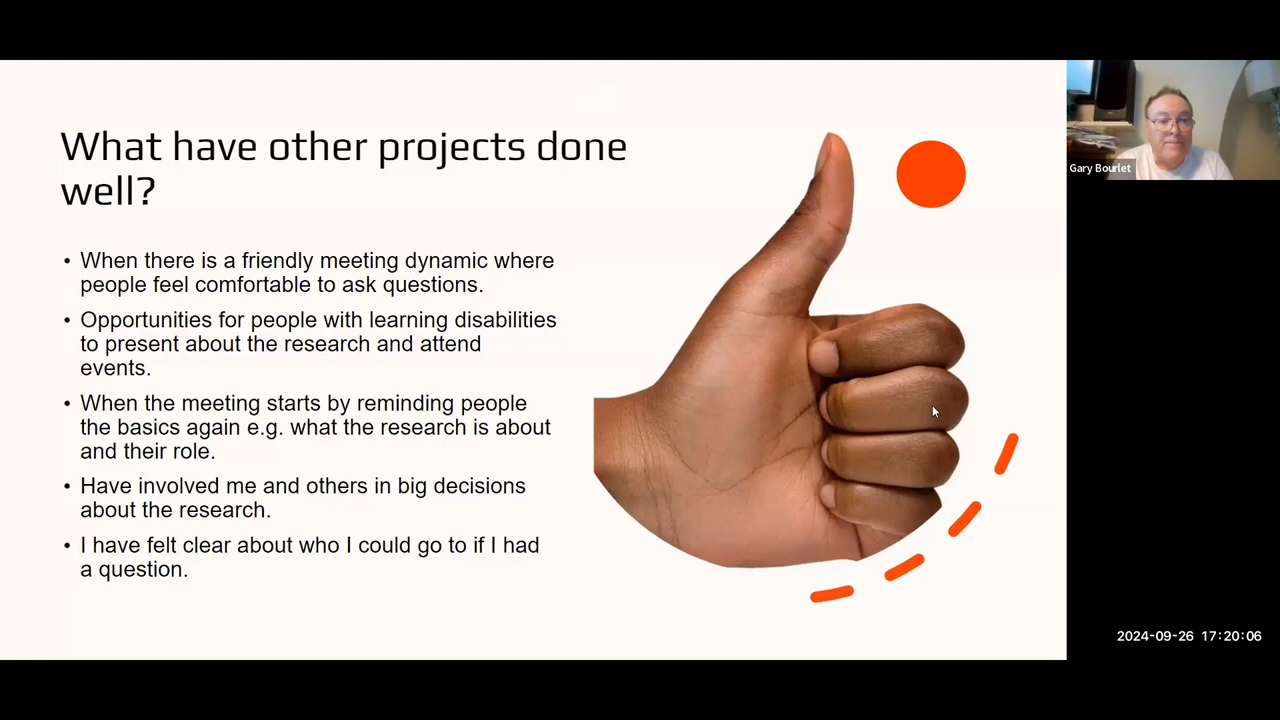 What have other projects done
well?
• When there is a friendly meeting dynamic where
people feel comfortable to ask questions.
• Opportunities for people with learning disabilities
to present about the research and attend
events.
• When the meeting starts by reminding people
the basics again e.g. what the research is about
and their role.
• Have involved me and others in big decisions
about the research.
• I have felt clear about who I could go to if I had
a question.
Gary Bourlet
2024-09-26 17:20:06